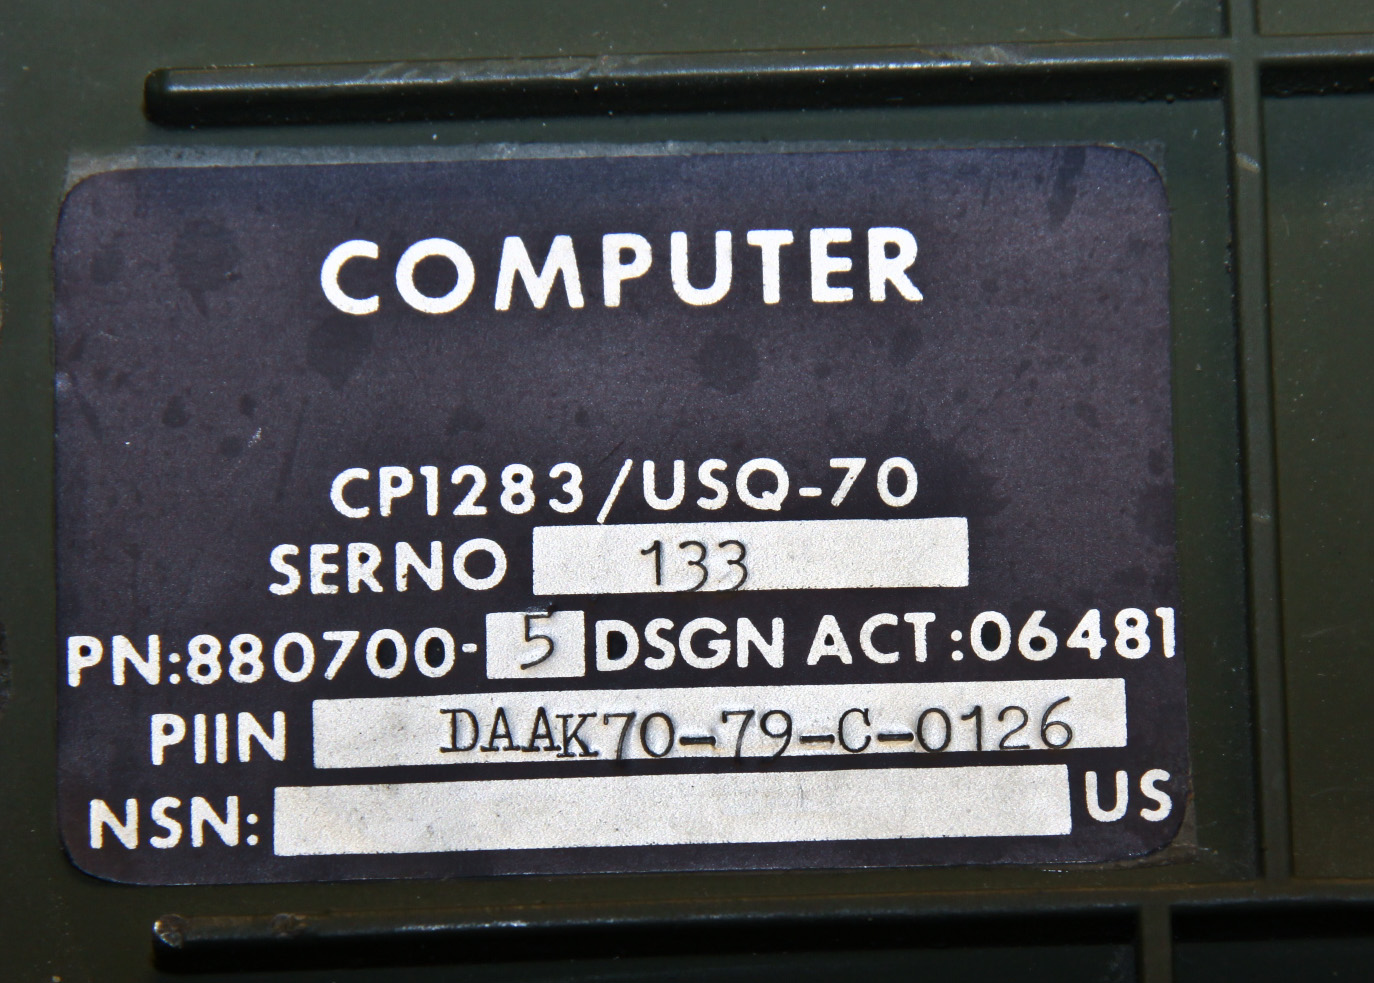 COMPUTER
CP1283/USQ-70
SERNO 133
PN:880700-5 DSGN ACT:06481
PIIN DAAK70-79-C-0126
NSN: US